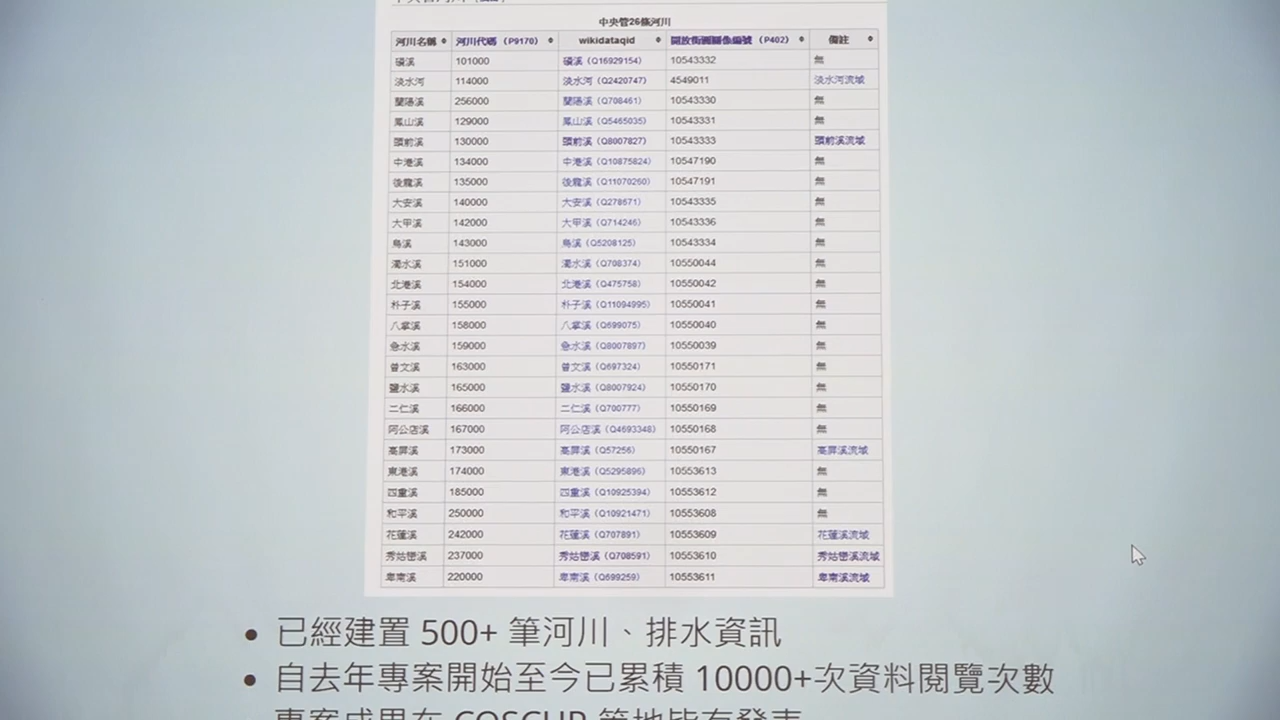 中央管26條河川
河川名稱 河川代碼 (P9170) wikidataqid 開放街圖關係編號 (P402) 備註
磺溪 101000 磺溪 (Q16929154) 10543332 無
淡水河 114000 淡水河 (Q2420747) 4549011 淡水河流域
蘭陽溪 256000 蘭陽溪 (Q708461) 10543330 無
鳳山溪 129000 鳳山溪 (Q5465035) 10543331 無
頭前溪 130000 頭前溪 (Q8007827) 10543333 頭前溪流域
中港溪 134000 中港溪 (Q10875824) 10547190 無
後龍溪 135000 後龍溪 (Q11070260) 10547191 無
大安溪 140000 大安溪 (Q278671) 10543335 無
大甲溪 142000 大甲溪 (Q714246) 10543336 無
烏溪 143000 烏溪 (Q5208125) 10543334 無
濁水溪 151000 濁水溪 (Q708374) 10550044 無
北港溪 154000 北港溪 (Q475758) 10550042 無
朴子溪 155000 朴子溪 (Q11094995) 10550041 無
八掌溪 158000 八掌溪 (Q699075) 10550040 無
急水溪 159000 急水溪 (Q8007897) 10550039 無
曾文溪 163000 曾文溪 (Q697324) 10550171 無
鹽水溪 165000 鹽水溪 (Q8007924) 10550170 無
二仁溪 166000 二仁溪 (Q700777) 10550169 無
阿公店溪 167000 阿公店溪 (Q4693348) 10550168 無
高屏溪 173000 高屏溪 (Q57256) 10550167 高屏溪流域
東港溪 174000 東港溪 (Q5295896) 10553613 無
四重溪 185000 四重溪 (Q10925394) 10553612 無
和平溪 250000 和平溪 (Q10921471) 10553608 無
花蓮溪 242000 花蓮溪 (Q707891) 10553609 花蓮溪流域
秀姑巒溪 237000 秀姑巒溪 (Q708591) 10553610 秀姑巒溪流域
卑南溪 220000 卑南溪 (Q699259) 10553611 卑南溪流域
• 已經建置 500+ 筆河川、排水資訊
• 自去年專案開始至今已累積 10000+次資料閱覽次數
專案成果在 COSCUP 等地皆有發表